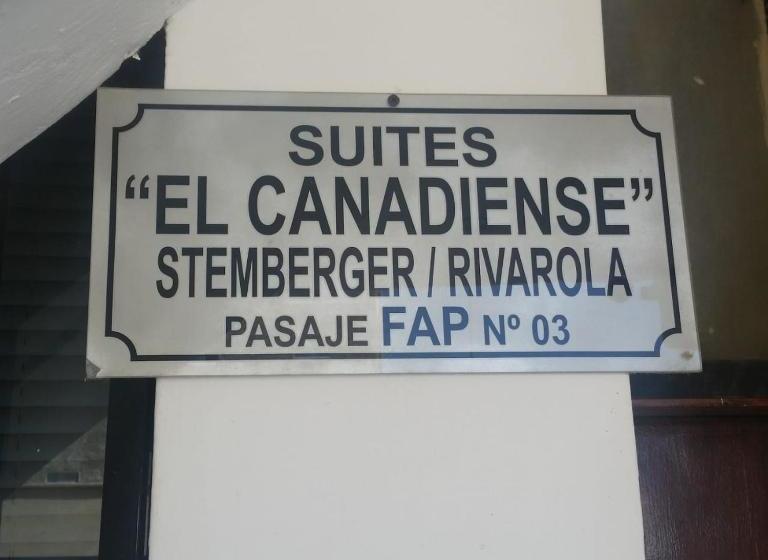 SUITES
“EL CANADIENSE”
STEMBERGER / RIVAROLA
PASAJE FAP Nº 03